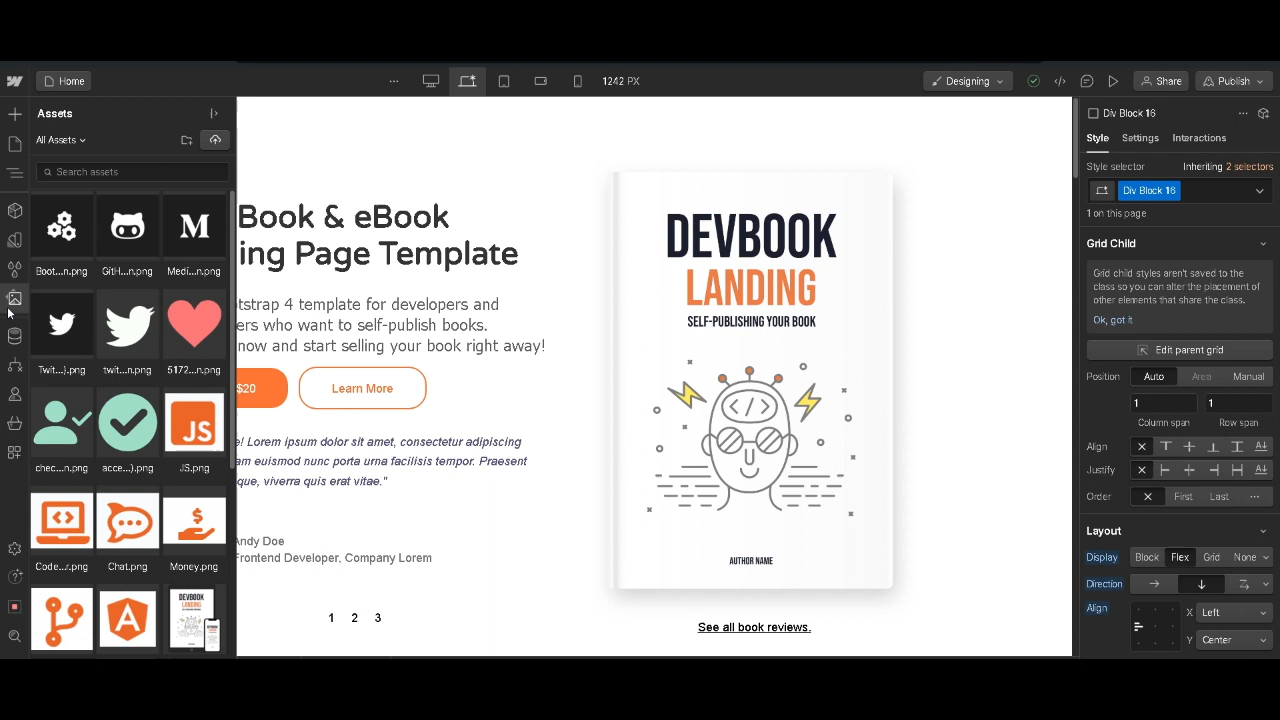 Home
1242 PX
Designing
Share
Publish
Assets
All Assets
Search assets
Boot...n.png
GitH...n.png
Medi...n.png
Twit...).png
twit...n.png
5172...n.png
chec...n.png
acce...).png
JS.png
Code...r.png
Chat.png
Money.png
Book & eBook
ing Page Template
tstrap 4 template for developers and
ers who want to self-publish books.
now and start selling your book right away!
$20
Learn More
e! Lorem ipsum dolor sit amet, consectetur adipiscing
am euismod nunc porta urna facilisis tempor. Praesent
que, viverra quis erat vitae."
Andy Doe
Frontend Developer, Company Lorem
1 2 3
DEVBOOK
LANDING
SELF-PUBLISHING YOUR BOOK
AUTHOR NAME
See all book reviews.
Div Block 16
Style Settings Interactions
Style selector Inheriting 2 selectors
Div Block 16
1 on this page
Grid Child
Grid child styles aren't saved to the
class so you can alter the placement of
other elements that share the class.
Ok, got it
Edit parent grid
Position Auto Area Manual
1 1
Column span Row span
Align
Justify
Order First Last
Layout
Display Block Flex Grid None
Direction
Align X Left
Y Center